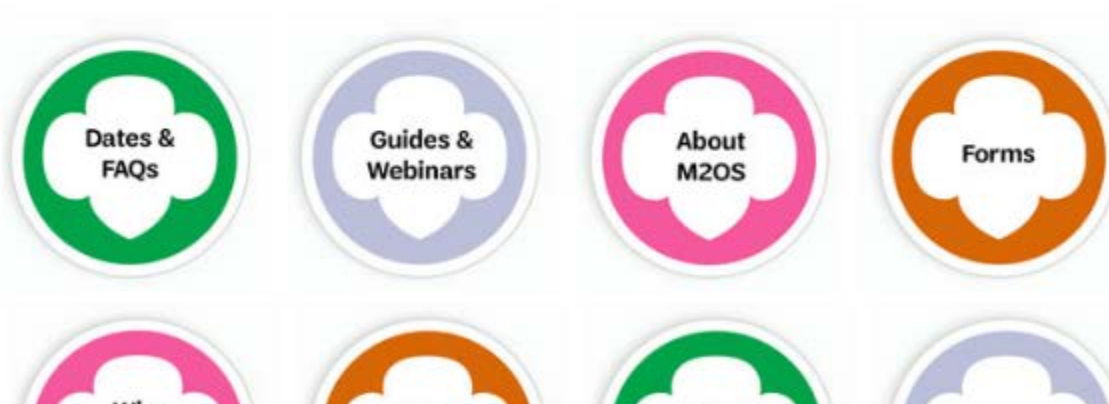 Dates &
FAQs
Guides &
Webinars
About
M2OS
Forms